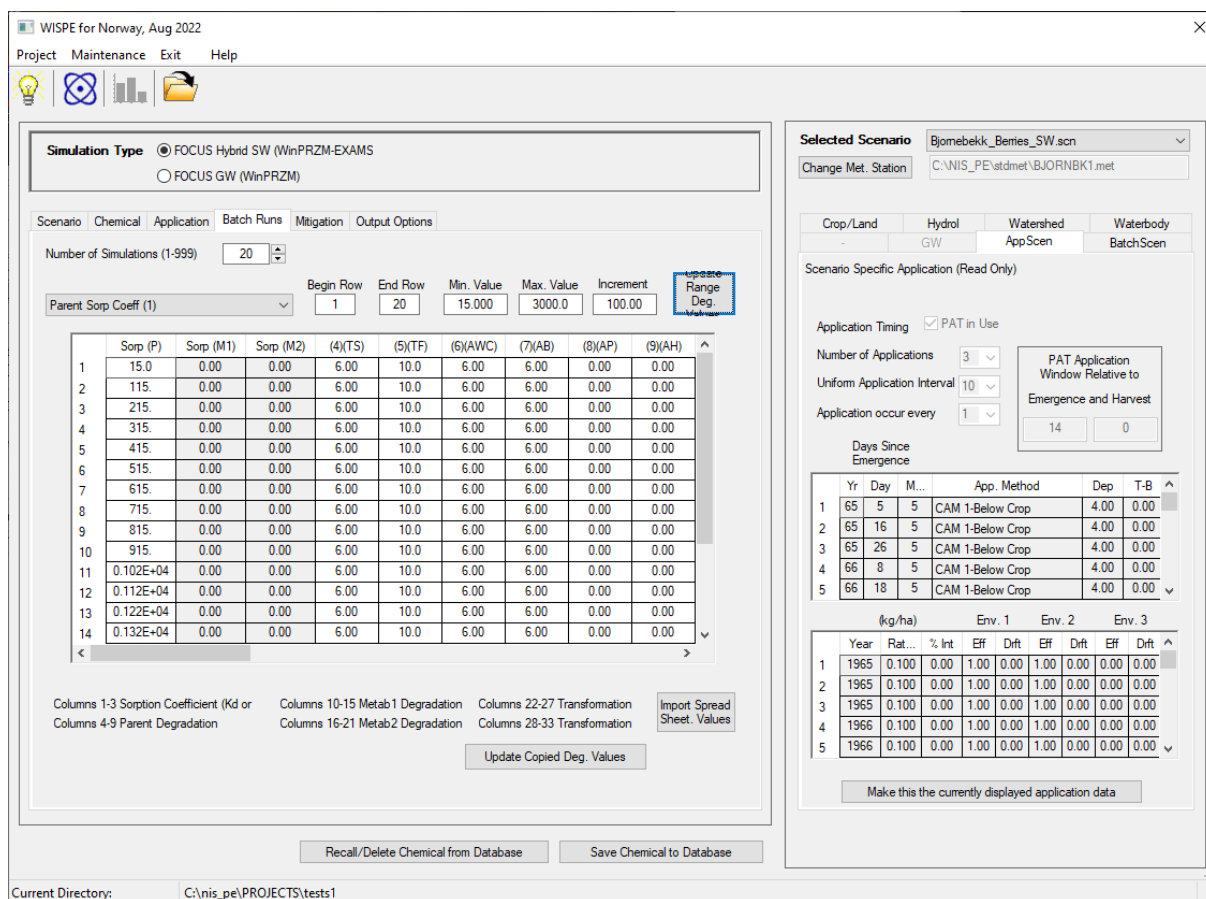 WISPE for Norway, Aug 2022
Project Maintenance Exit Help
Simulation Type FOCUS Hybrid SW (WinPRZM-EXAMS
FOCUS GW (WinPRZM)
Scenario Chemical Application Batch Runs Mitigation Output Options
Number of Simulations (1-999) 20
Begin Row End Row Min. Value Max. Value Increment
Parent Sorp Coeff (1) 1 20 15.000 3000.0 100.00
Update
Range
Deg.
Values
Sorp (P) Sorp (M1) Sorp (M2) (4)(TS) (5)(TF) (6)(AWC) (7)(AB) (8)(AP) (9)(AH)
1 15.0 0.00 0.00 6.00 10.0 6.00 6.00 0.00 0.00
2 115. 0.00 0.00 6.00 10.0 6.00 6.00 0.00 0.00
3 215. 0.00 0.00 6.00 10.0 6.00 6.00 0.00 0.00
4 315. 0.00 0.00 6.00 10.0 6.00 6.00 0.00 0.00
5 415. 0.00 0.00 6.00 10.0 6.00 6.00 0.00 0.00
6 515. 0.00 0.00 6.00 10.0 6.00 6.00 0.00 0.00
7 615. 0.00 0.00 6.00 10.0 6.00 6.00 0.00 0.00
8 715. 0.00 0.00 6.00 10.0 6.00 6.00 0.00 0.00
9 815. 0.00 0.00 6.00 10.0 6.00 6.00 0.00 0.00
10 915. 0.00 0.00 6.00 10.0 6.00 6.00 0.00 0.00
11 0.102E+04 0.00 0.00 6.00 10.0 6.00 6.00 0.00 0.00
12 0.112E+04 0.00 0.00 6.00 10.0 6.00 6.00 0.00 0.00
13 0.122E+04 0.00 0.00 6.00 10.0 6.00 6.00 0.00 0.00
14 0.132E+04 0.00 0.00 6.00 10.0 6.00 6.00 0.00 0.00
Columns 1-3 Sorption Coefficient (Kd or Columns 10-15 Metab1 Degradation Columns 22-27 Transformation
Columns 4-9 Parent Degradation Columns 16-21 Metab2 Degradation Columns 28-33 Transformation
Import Spread
Sheet. Values
Update Copied Deg. Values
Recall/Delete Chemical from Database Save Chemical to Database
Selected Scenario Bjornebekk_Berries_SW.scn
Change Met. Station C:\NIS_PE\stdmet\BJORNBK1.met
Crop/Land Hydrol Watershed Waterbody
- GW AppScen BatchScen
Scenario Specific Application (Read Only)
Application Timing PAT in Use
Number of Applications 3
Uniform Application Interval 10
Application occur every 1
PAT Application
Window Relative to
Emergence and Harvest
14 0
Days Since
Emergence
Yr Day M... App. Method Dep T-B
1 65 5 5 CAM 1-Below Crop 4.00 0.00
2 65 16 5 CAM 1-Below Crop 4.00 0.00
3 65 26 5 CAM 1-Below Crop 4.00 0.00
4 66 8 5 CAM 1-Below Crop 4.00 0.00
5 66 18 5 CAM 1-Below Crop 4.00 0.00
(kg/ha) Env. 1 Env. 2 Env. 3
Year Rat... % Int Eff Drft Eff Drft Eff Drft
1 1965 0.100 0.00 1.00 0.00 1.00 0.00 0.00 0.00
2 1965 0.100 0.00 1.00 0.00 1.00 0.00 0.00 0.00
3 1965 0.100 0.00 1.00 0.00 1.00 0.00 0.00 0.00
4 1966 0.100 0.00 1.00 0.00 1.00 0.00 0.00 0.00
5 1966 0.100 0.00 1.00 0.00 1.00 0.00 0.00 0.00
Make this the currently displayed application data
Current Directory: C:\nis_pe\PROJECTS\tests1